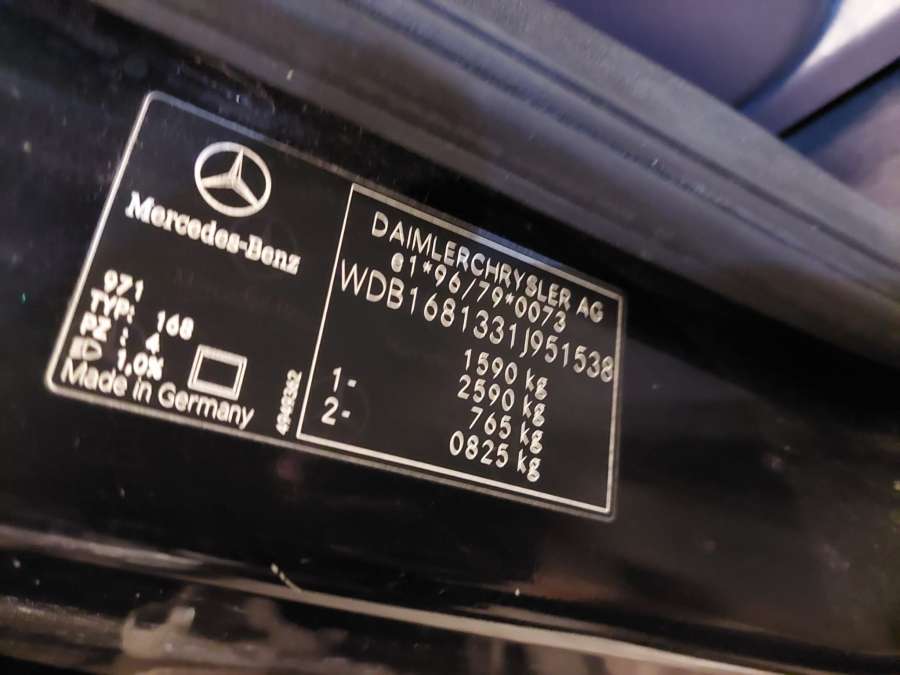 Mercedes-Benz
971
TYP: 168
PZ : 4
1,0%
Made in Germany
4949362
DAIMLERCHRYSLER AG
e1*96/79*0073
WDB1681331J951538
1590 kg
2590 kg
1- 765 kg
2- 0825 kg